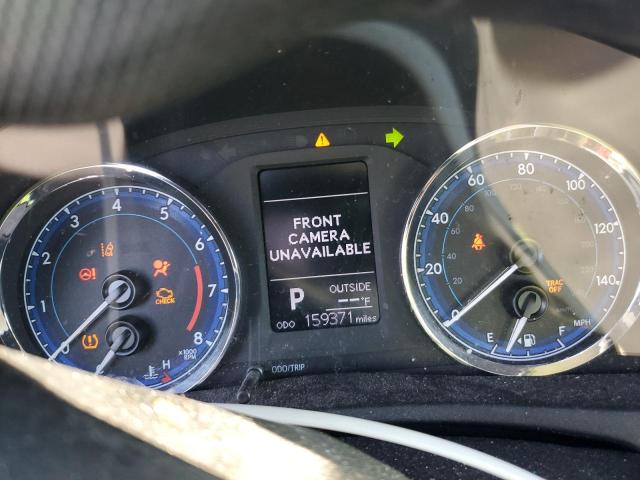 FRONT
CAMERA
UNAVAILABLE
P
OUTSIDE
--°F
ODO 159371 miles
ODO/TRIP
0 1 2 3 4 5 6 7 8
x1000
RPM
CHECK
H
0 20 40 60 80 100 120 140
TRAC
OFF
E
F
MPH